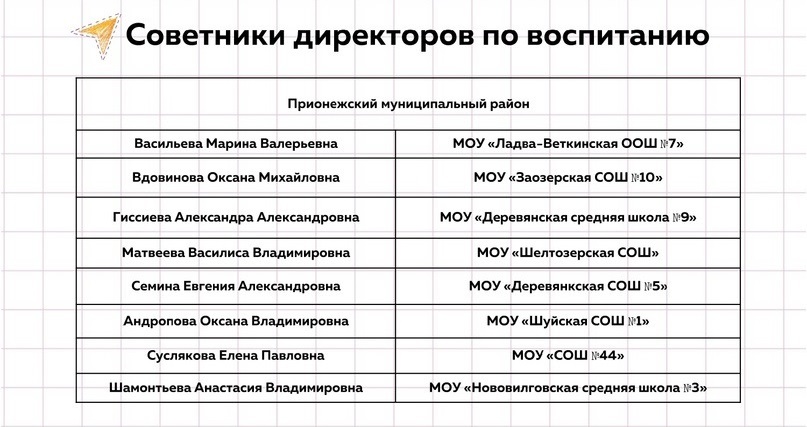 Советники директоров по воспитанию
Прионежский муниципальный район
Васильева Марина Валерьевна МОУ «Ладва-Веткинская ООШ №7»
Вдовинова Оксана Михайловна МОУ «Заозерская СОШ №10»
Гиссиева Александра Александровна МОУ «Деревянская средняя школа №9»
Матвеева Василиса Владимировна МОУ «Шелтозерская СОШ»
Семина Евгения Александровна МОУ «Деревянкская СОШ №5»
Андропова Оксана Владимировна МОУ «Шуйская СОШ №1»
Суслякова Елена Павловна МОУ «СОШ №44»
Шамонтьева Анастасия Владимировна МОУ «Нововилговская средняя школа №3»